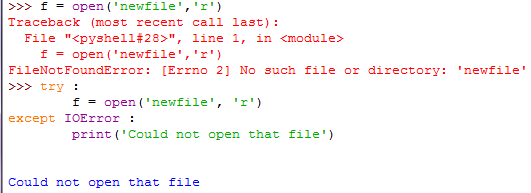 >>> f = open('newfile','r')
Traceback (most recent call last):
  File "<pyshell#28>", line 1, in <module>
    f = open('newfile','r')
FileNotFoundError: [Errno 2] No such file or directory: 'newfile'
>>> try :
        f = open('newfile', 'r')
except IOError :
        print('Could not open that file')
Could not open that file